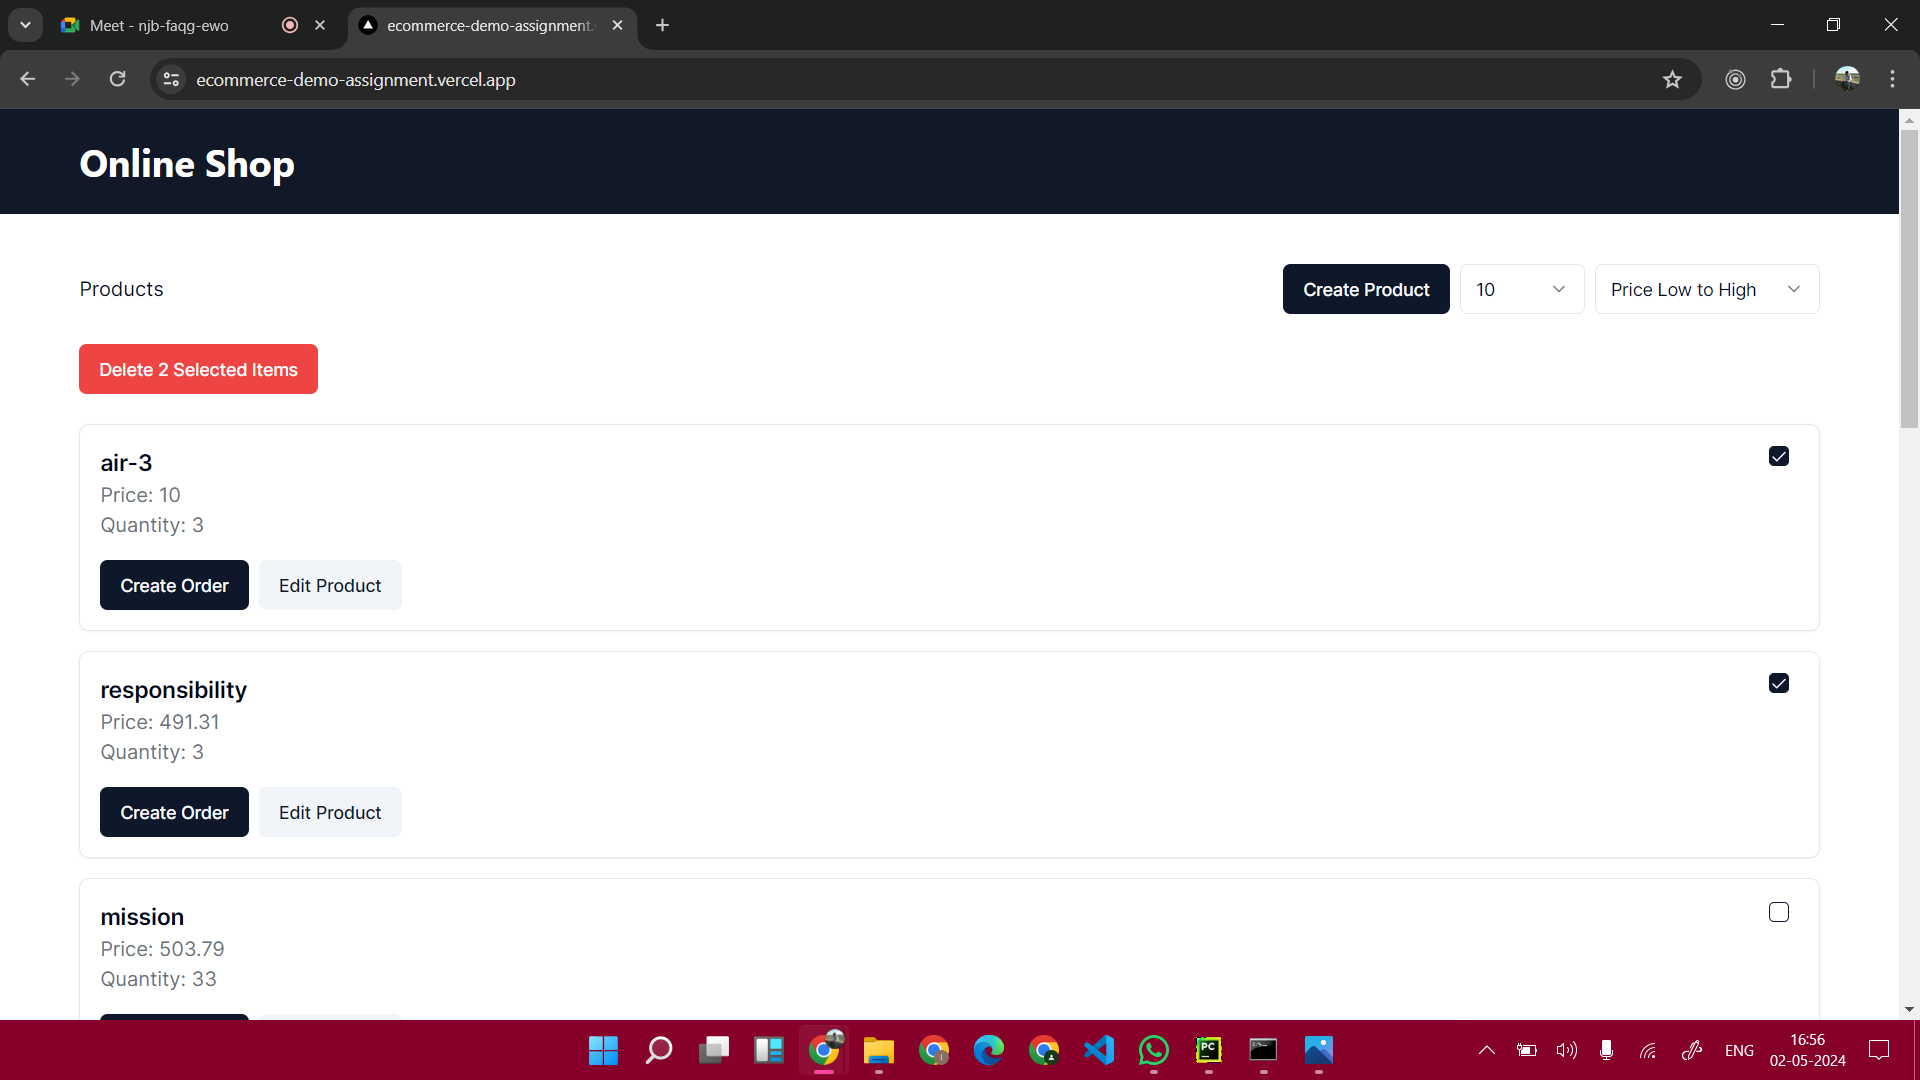 Meet - njb-faqg-ewo
ecommerce-demo-assignment.
ecommerce-demo-assignment.vercel.app
Online Shop
Products
Create Product
10
Price Low to High
Delete 2 Selected Items
air-3
Price: 10
Quantity: 3
Create Order
Edit Product
responsibility
Price: 491.31
Quantity: 3
Create Order
Edit Product
mission
Price: 503.79
Quantity: 33
PC
ENG
16:56
02-05-2024